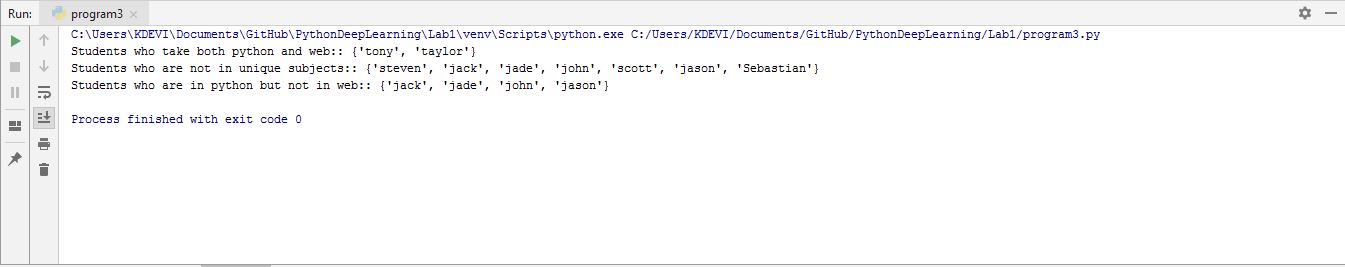 Run: program3
C:\Users\KDEVI\Documents\GitHub\PythonDeepLearning\Lab1\venv\Scripts\python.exe C:/Users/KDEVI/Documents/GitHub/PythonDeepLearning/Lab1/program3.py
Students who take both python and web:: {'tony', 'taylor'}
Students who are not in unique subjects:: {'steven', 'jack', 'jade', 'john', 'scott', 'jason', 'Sebastian'}
Students who are in python but not in web:: {'jack', 'jade', 'john', 'jason'}
Process finished with exit code 0